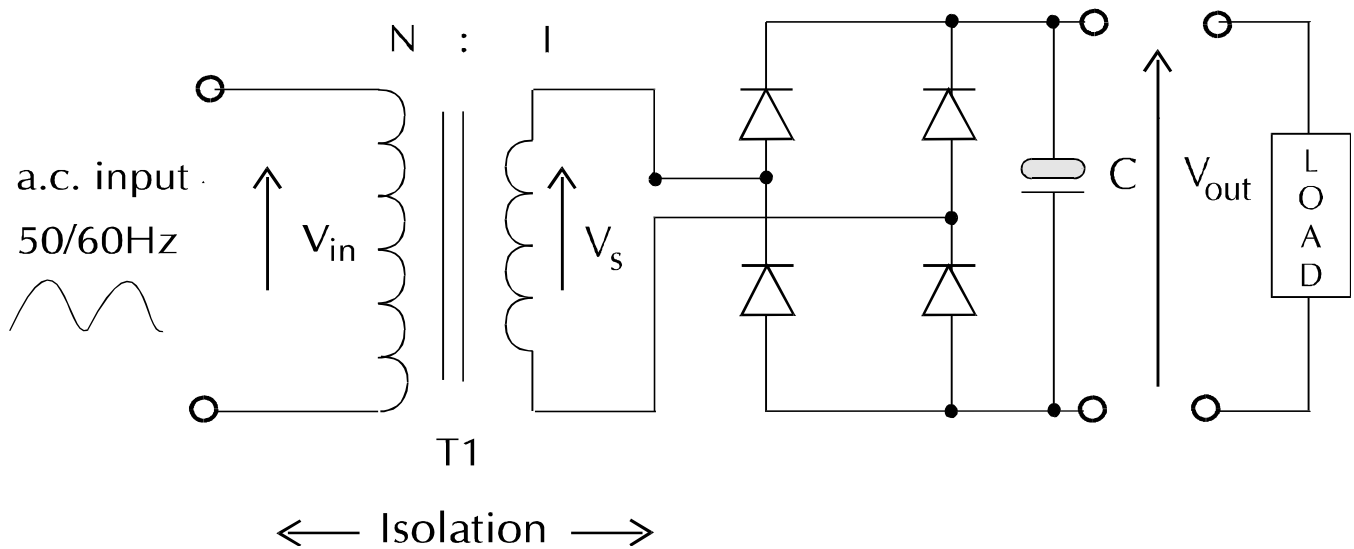 N : I
a.c. input
50/60Hz
Vin
Vs
C
Vout
L
O
A
D
T1
Isolation